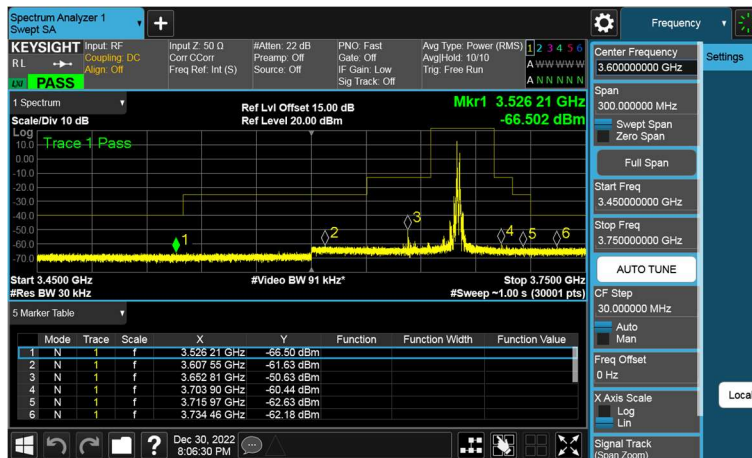 Spectrum Analyzer 1
Swept SA
Frequency
KEYSIGHT
Input: RF
Coupling: DC
Align: Off
Input Z: 50 Ω
Corr CCorr
Freq Ref: Int (S)
#Atten: 22 dB
Preamp: Off
Source: Off
PNO: Fast
Gate: Off
IF Gain: Low
Sig Track: Off
Avg Type: Power (RMS)
Avg|Hold: 10/10
Trig: Free Run
1 2 3 4 5 6
A W W W W W
A N N N N N
R L
LXI PASS
1 Spectrum
Scale/Div 10 dB
Ref Lvl Offset 15.00 dB
Ref Level 20.00 dBm
Mkr1 3.526 21 GHz
-66.502 dBm
Log
Trace 1 Pass
10.0
0.00
-10.0
-20.0
-30.0
-40.0
-50.0
-60.0
-70.0
1
2
3
4
5
6
Start 3.4500 GHz
#Res BW 30 kHz
#Video BW 91 kHz*
Stop 3.7500 GHz
#Sweep ~1.00 s (30001 pts)
5 Marker Table
Mode Trace Scale X Y Function Function Width Function Value
1 N 1 f 3.526 21 GHz -66.50 dBm
2 N 1 f 3.607 55 GHz -61.63 dBm
3 N 1 f 3.652 81 GHz -50.63 dBm
4 N 1 f 3.703 90 GHz -60.44 dBm
5 N 1 f 3.715 97 GHz -62.63 dBm
6 N 1 f 3.734 46 GHz -62.18 dBm
Dec 30, 2022
8:06:30 PM
Center Frequency
3.600000000 GHz
Settings
Span
300.000000 MHz
Swept Span
Zero Span
Full Span
Start Freq
3.450000000 GHz
Stop Freq
3.750000000 GHz
AUTO TUNE
CF Step
30.000000 MHz
Auto
Man
Freq Offset
0 Hz
X Axis Scale
Log
Lin
Local
Signal Track
(Span Zoom)